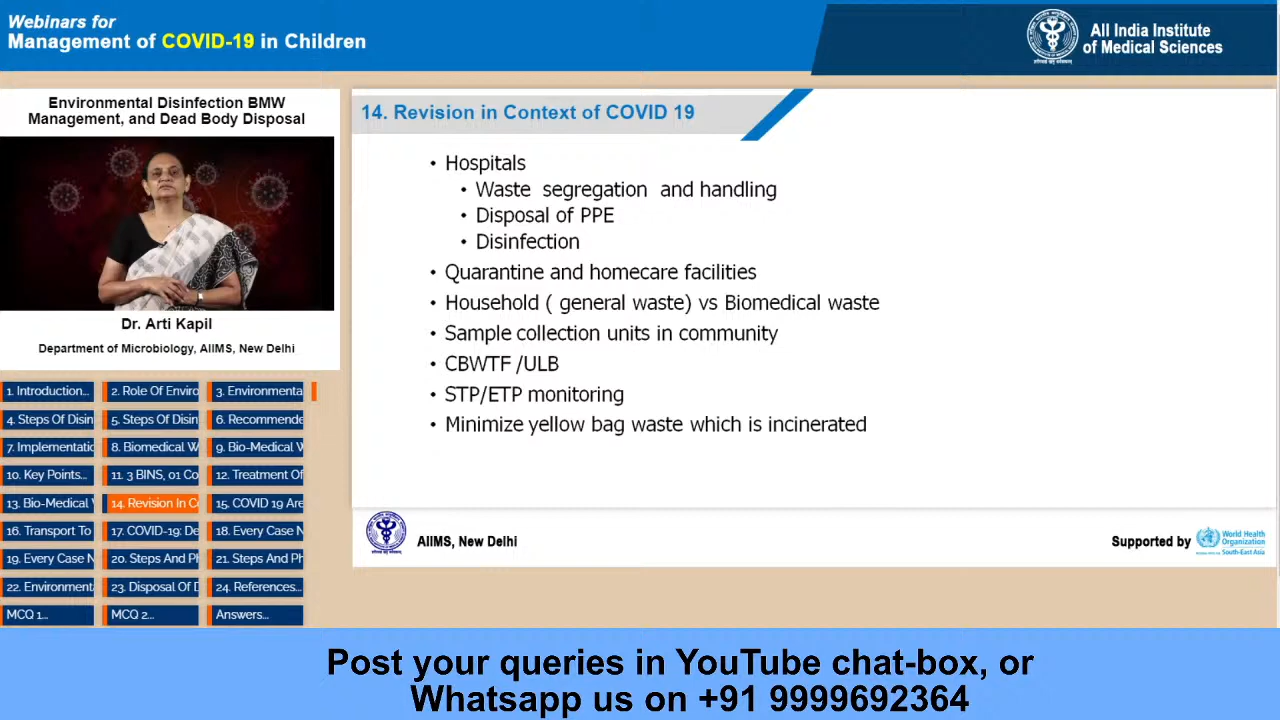 Webinars for
Management of COVID-19 in Children
All India Institute
of Medical Sciences
Environmental Disinfection BMW
Management, and Dead Body Disposal
Dr. Arti Kapil
Department of Microbiology, AIIMS, New Delhi
1. Introduction...
2. Role Of Enviro
3. Environmenta
4. Steps Of Disin
5. Steps Of Disin
6. Recommende
7. Implementatio
8. Biomedical W
9. Bio-Medical V
10. Key Points...
11. 3 BINS, 01 Co
12. Treatment Of
13. Bio-Medical V
14. Revision In C
15. COVID 19 Are
16. Transport To
17. COVID-19: De
18. Every Case N
19. Every Case N
20. Steps And Ph
21. Steps And Ph
22. Environment
23. Disposal Of D
24. References...
MCQ 1...
MCQ 2...
Answers...
14. Revision in Context of COVID 19
• Hospitals
• Waste segregation and handling
• Disposal of PPE
• Disinfection
• Quarantine and homecare facilities
• Household ( general waste) vs Biomedical waste
• Sample collection units in community
• CBWTF /ULB
• STP/ETP monitoring
• Minimize yellow bag waste which is incinerated
AIIMS, New Delhi
Supported by
World Health
Organization
South-East Asia
Post your queries in YouTube chat-box, or
Whatsapp us on +91 9999692364